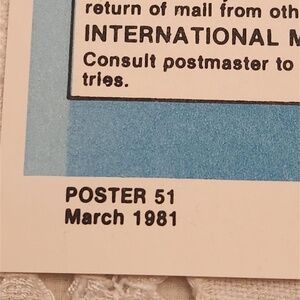 return of mail from oth
INTERNATIONAL M
Consult postmaster to
tries.
POSTER 51
March 1981